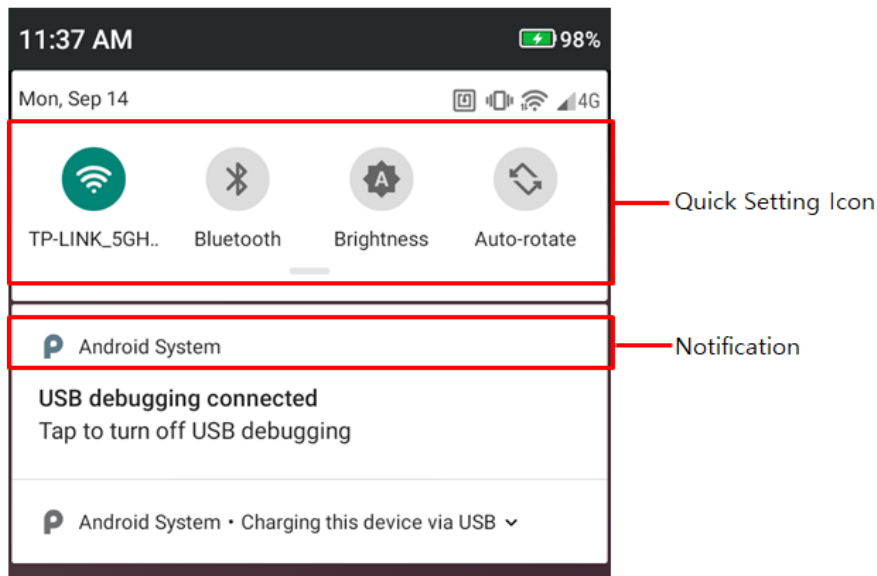 11:37 AM 98%
Mon, Sep 14 4G
A
TP-LINK_5GH.. Bluetooth Brightness Auto-rotate
Quick Setting Icon
Android System
Notification
USB debugging connected
Tap to turn off USB debugging
Android System • Charging this device via USB